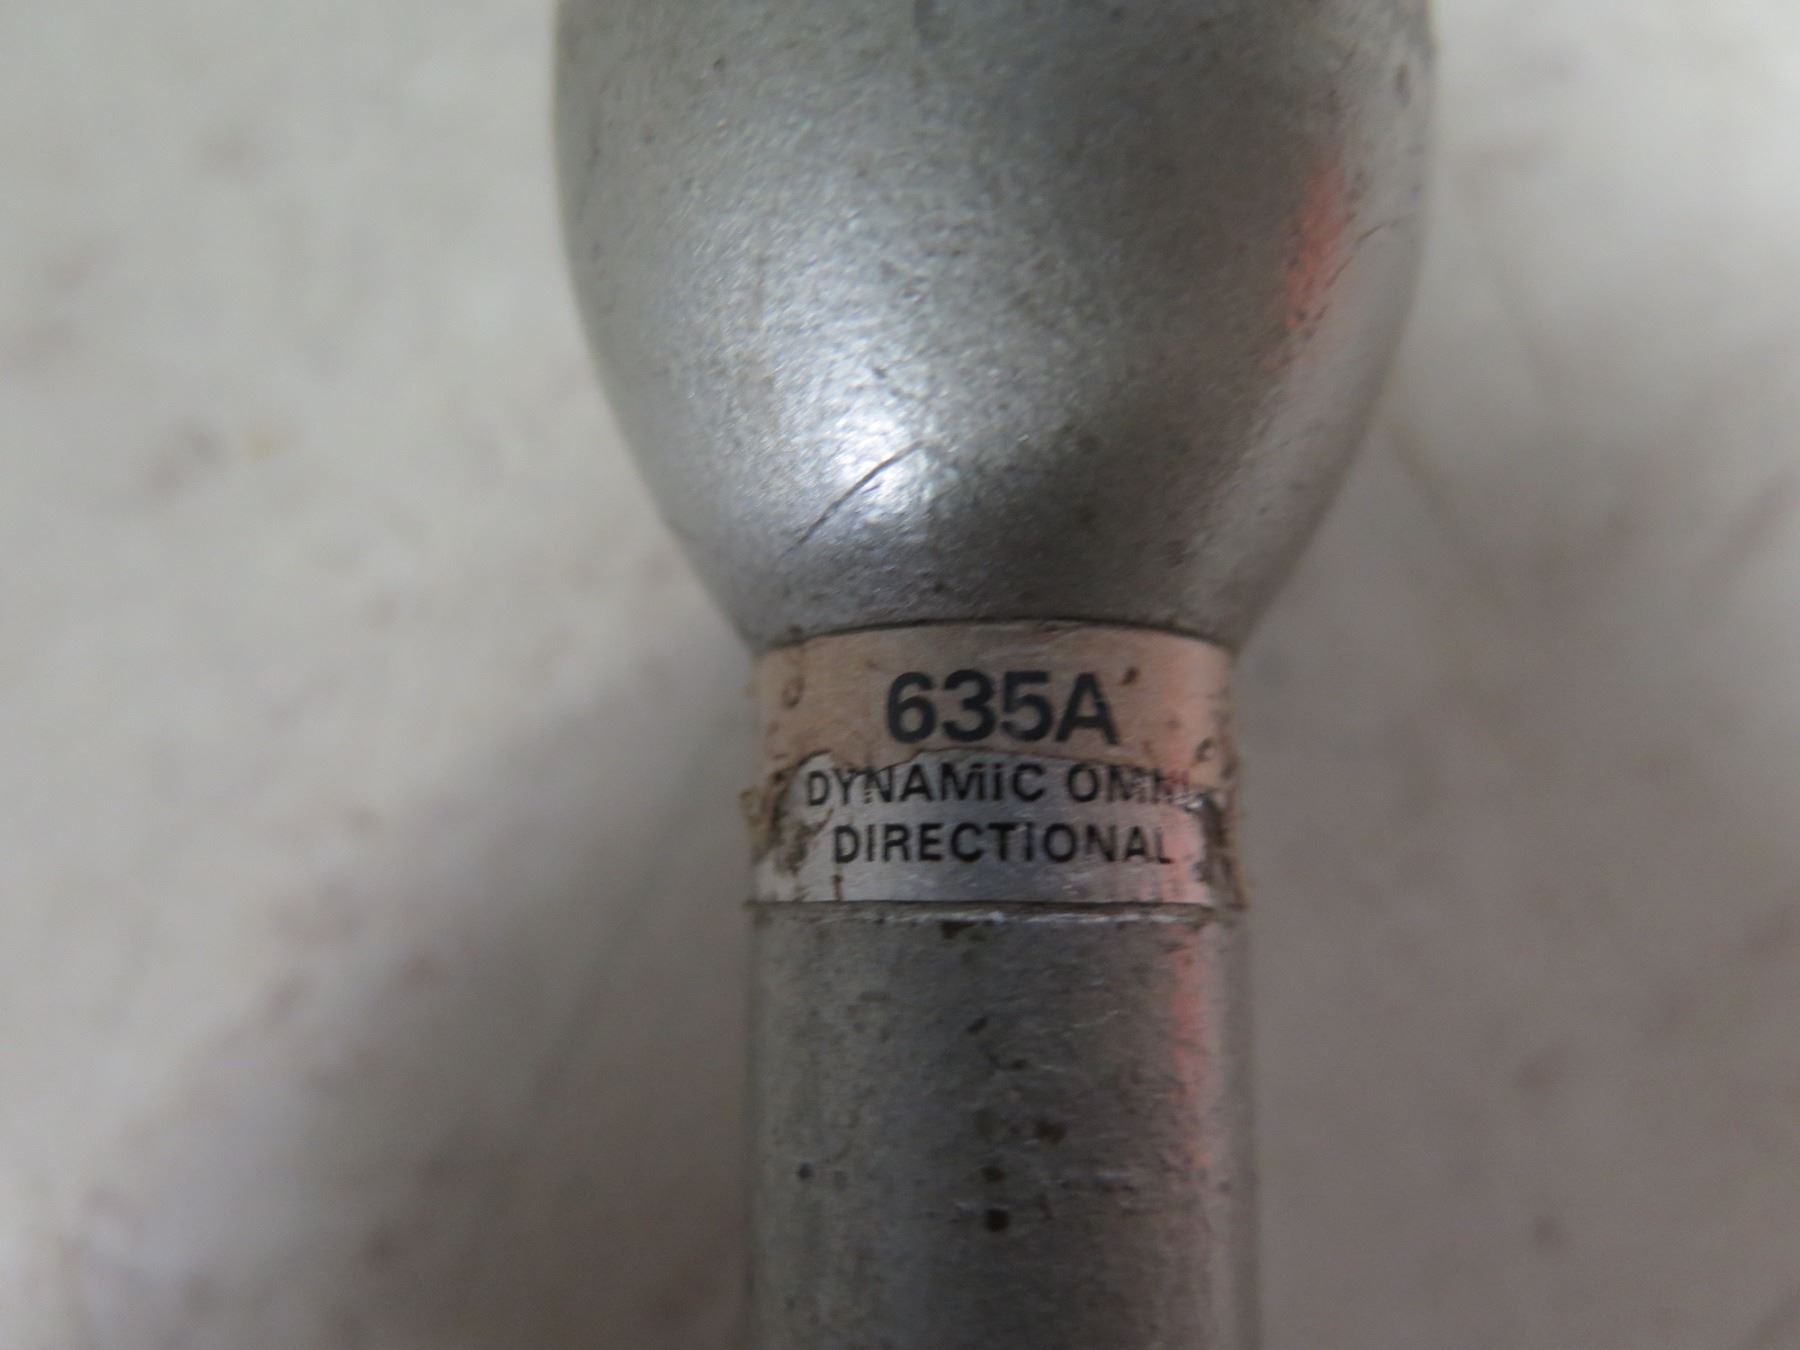 635A
DYNAMIC OMNI
DIRECTIONAL